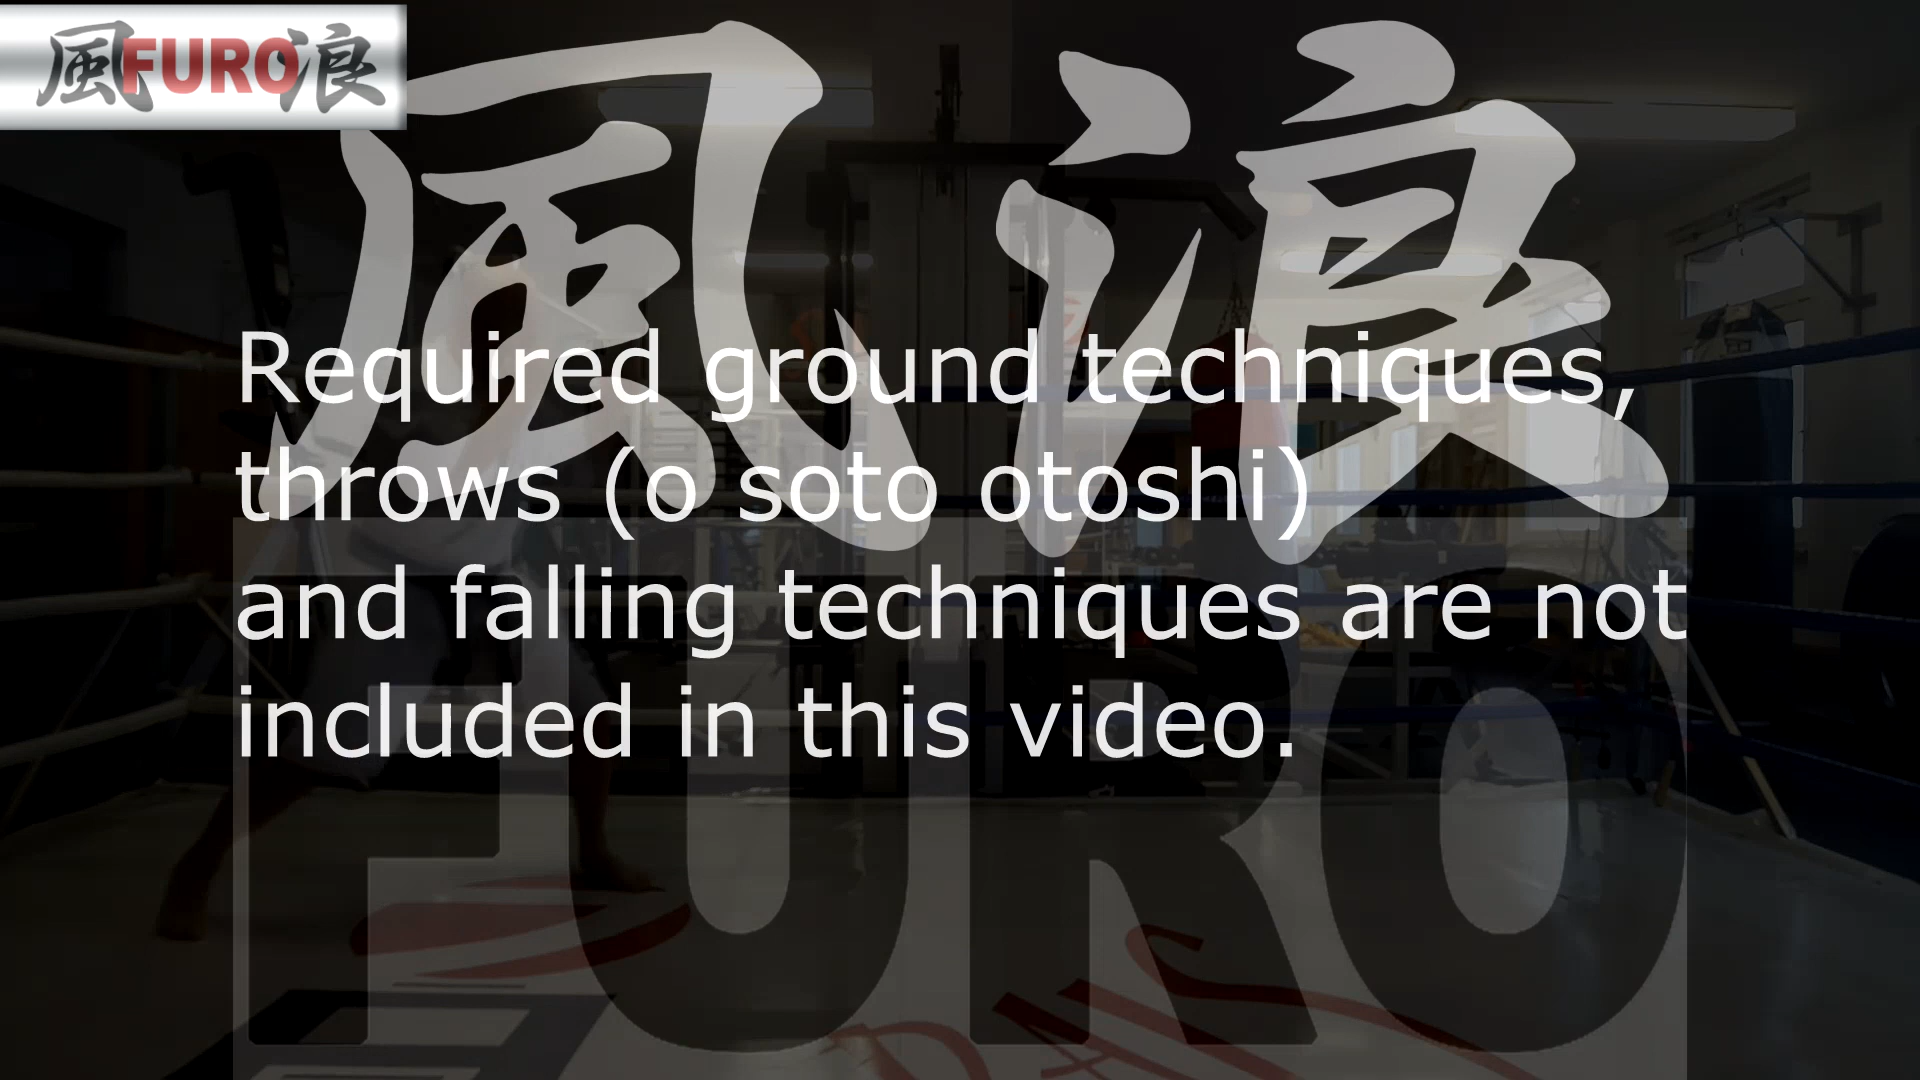 風FURO浪
風浪
Required ground techniques,
throws (o soto otoshi)
and falling techniques are not
included in this video.
FURO